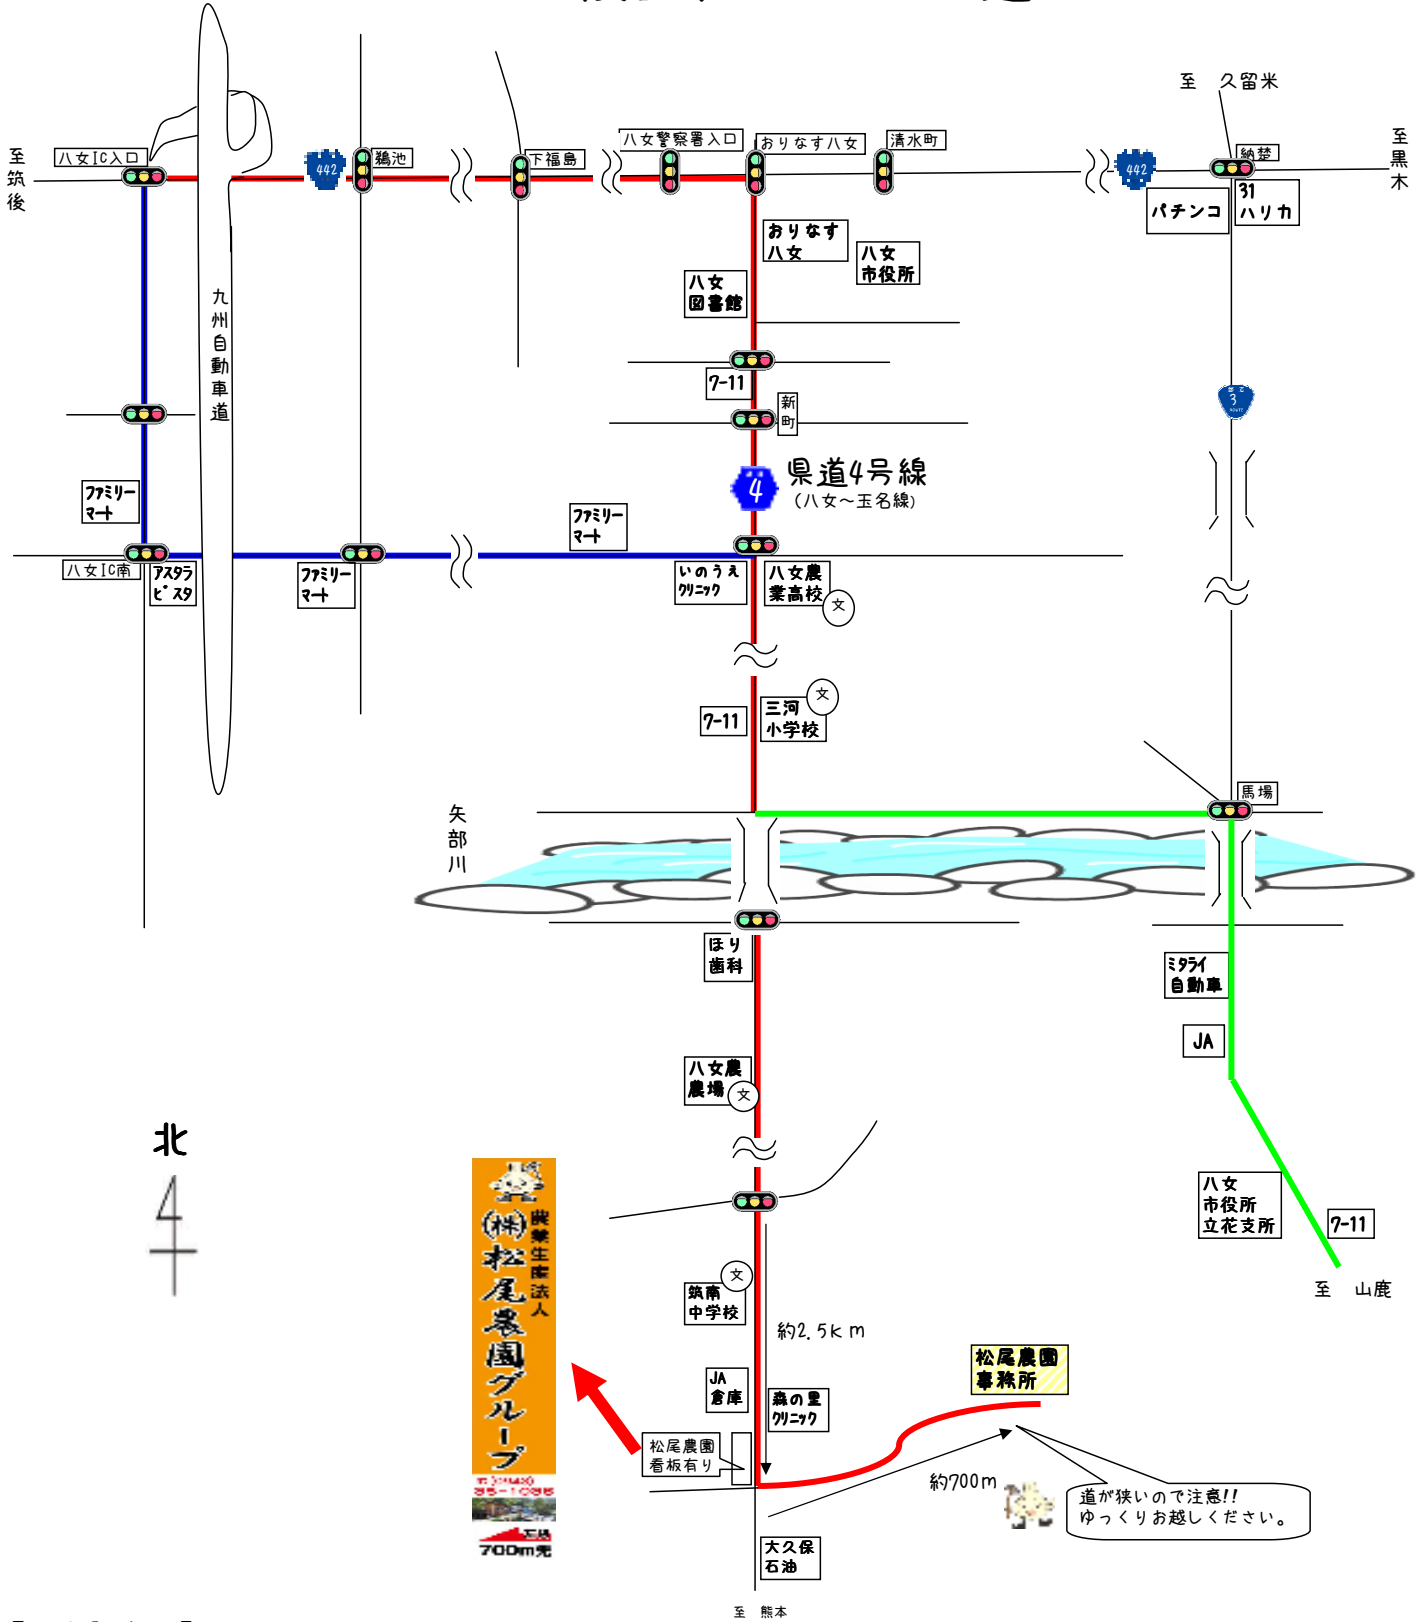 至 久留米
至筑後
八女IC入口
442
鵜池
下福島
八女警察署入口
おりなす八女
清水町
442
納楚
至黒木
パチンコ
31
ハリカ
おりなす
八女
八女
市役所
八女
図書館
九州自動車道
7-11
新町
3
ROUTE
4
県道4号線
(八女～玉名線)
ファミリー
マート
ファミリー
マート
八女IC南
アスタラ
ビスタ
ファミリー
マート
いのうえ
クリニック
八女農
業高校
文
7-11
三河
小学校
文
馬場
矢部川
ほり
歯科
ミタライ
自動車
JA
八女農
農場
文
北
八女
市役所
立花支所
7-11
至 山鹿
農業生産法人
(株)松尾農園グループ
700m先
筑南
中学校
文
約2.5km
松尾農園
事務所
JA
倉庫
森の里
クリニック
松尾農園
看板有り
約700m
道が狭いので注意!!
ゆっくりお越しください。
大久保
石油
至 熊本